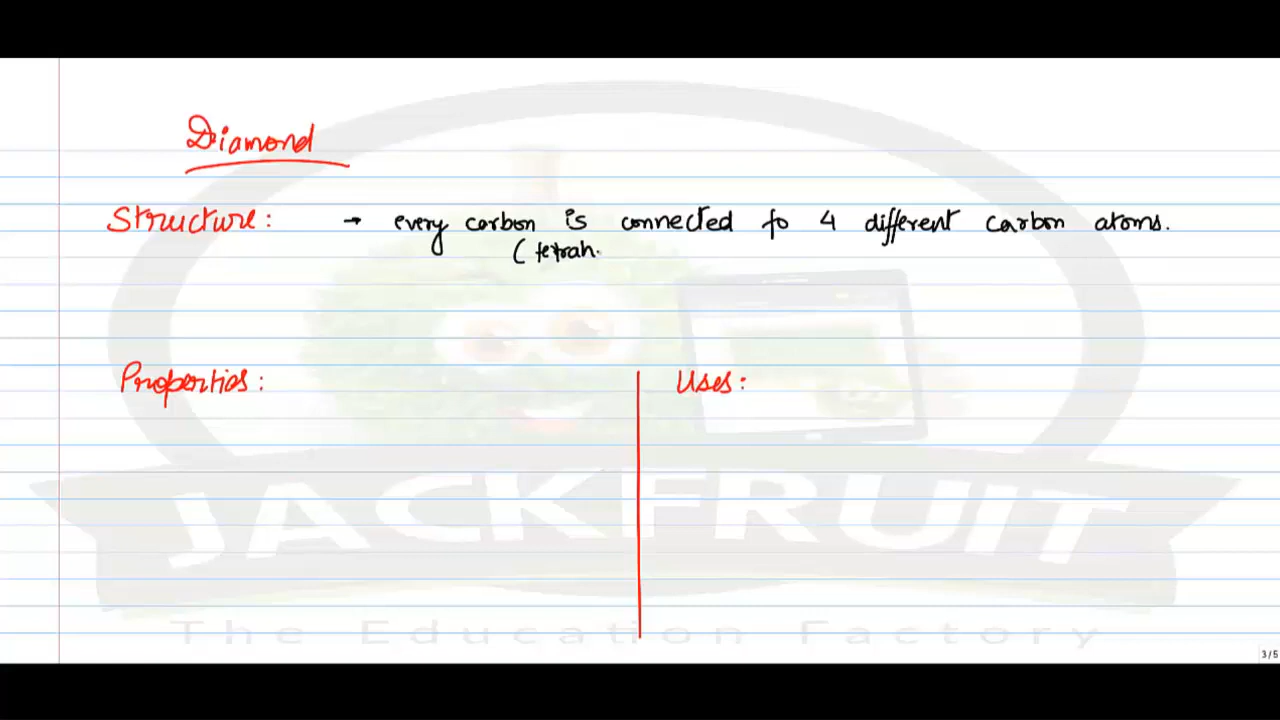 Diamond
Structure: → every carbon is connected to 4 different carbon atoms.
(tetrah.
Properties: Uses:
JACKFRUIT
The Education Factory
3/5